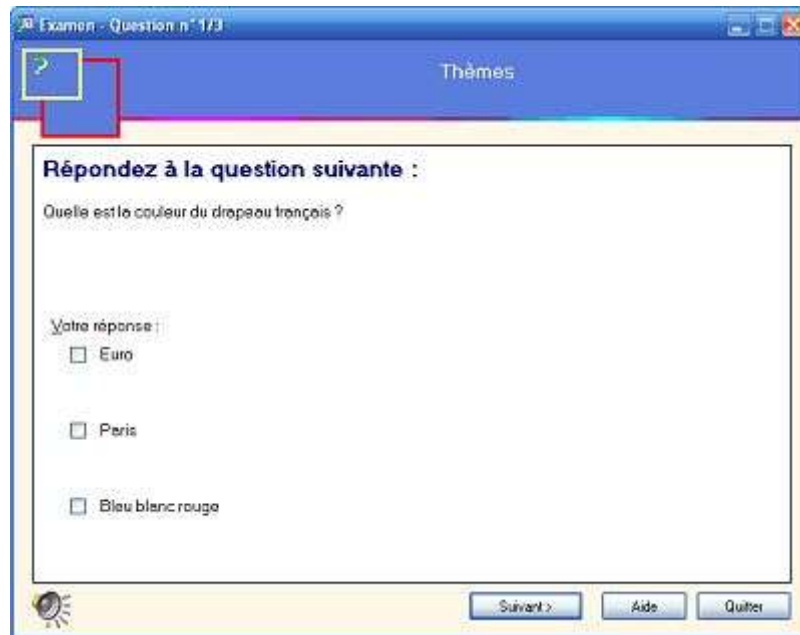 Examen - Question n°1/3
?
Thèmes
Répondez à la question suivante :
Quelle est la couleur du drapeau français ?
Votre réponse :
Euro
Paris
Bleu blanc rouge
Suivant >
Aide
Quitter